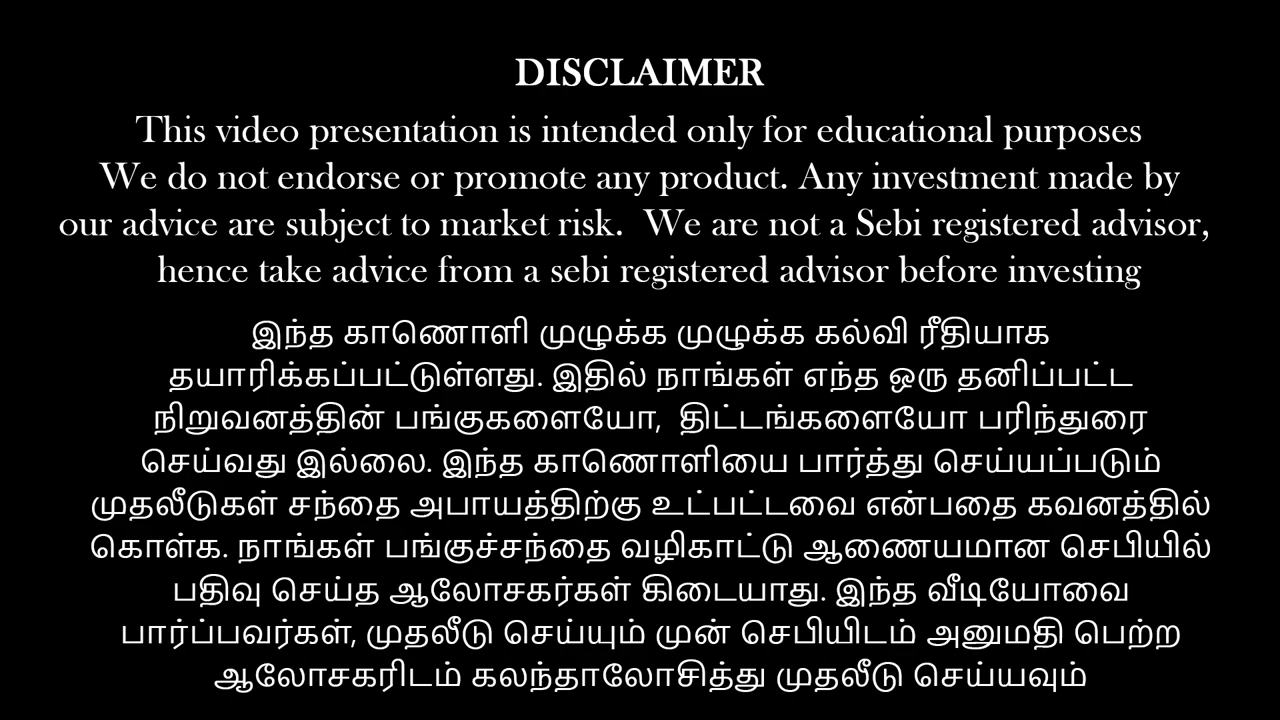 DISCLAIMER
This video presentation is intended only for educational purposes
We do not endorse or promote any product. Any investment made by
our advice are subject to market risk.  We are not a Sebi registered advisor,
hence take advice from a sebi registered advisor before investing
இந்த காணொளி முழுக்க முழுக்க கல்வி ரீதியாக
தயாரிக்கப்பட்டுள்ளது. இதில் நாங்கள் எந்த ஒரு தனிப்பட்ட
நிறுவனத்தின் பங்குகளையோ,  திட்டங்களையோ பரிந்துரை
செய்வது இல்லை. இந்த காணொளியை பார்த்து செய்யப்படும்
முதலீடுகள் சந்தை அபாயத்திற்கு உட்பட்டவை என்பதை கவனத்தில்
கொள்க. நாங்கள் பங்குச்சந்தை வழிகாட்டு ஆணையமான செபியில்
பதிவு செய்த ஆலோசகர்கள் கிடையாது. இந்த வீடியோவை
பார்ப்பவர்கள், முதலீடு செய்யும் முன் செபியிடம் அனுமதி பெற்ற
ஆலோசகரிடம் கலந்தாலோசித்து முதலீடு செய்யவும்